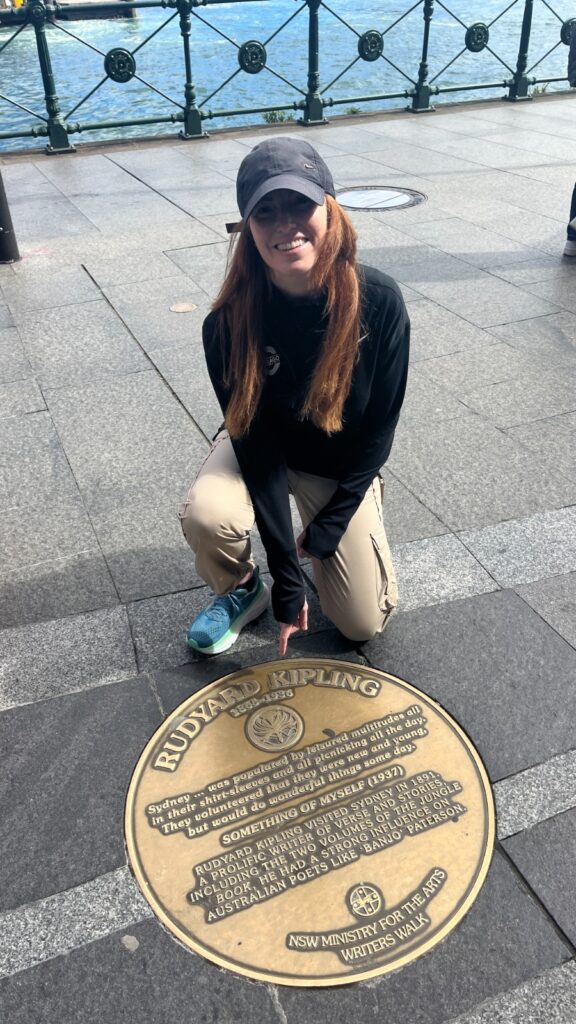 RUDYARD KIPLING
1865-1936
Sydney ... was populated by leisured multitudes all
in their shirt-sleeves and all picnicking all the day.
They volunteered that they were new and young,
but would do wonderful things some day.
SOMETHING OF MYSELF (1937)
RUDYARD KIPLING VISITED SYDNEY IN 1891.
A PROLIFIC WRITER OF VERSE AND STORIES,
INCLUDING THE TWO VOLUMES OF THE JUNGLE
BOOK, HE HAD A STRONG INFLUENCE ON
AUSTRALIAN POETS LIKE 'BANJO' PATERSON.
NSW MINISTRY FOR THE ARTS
WRITERS WALK